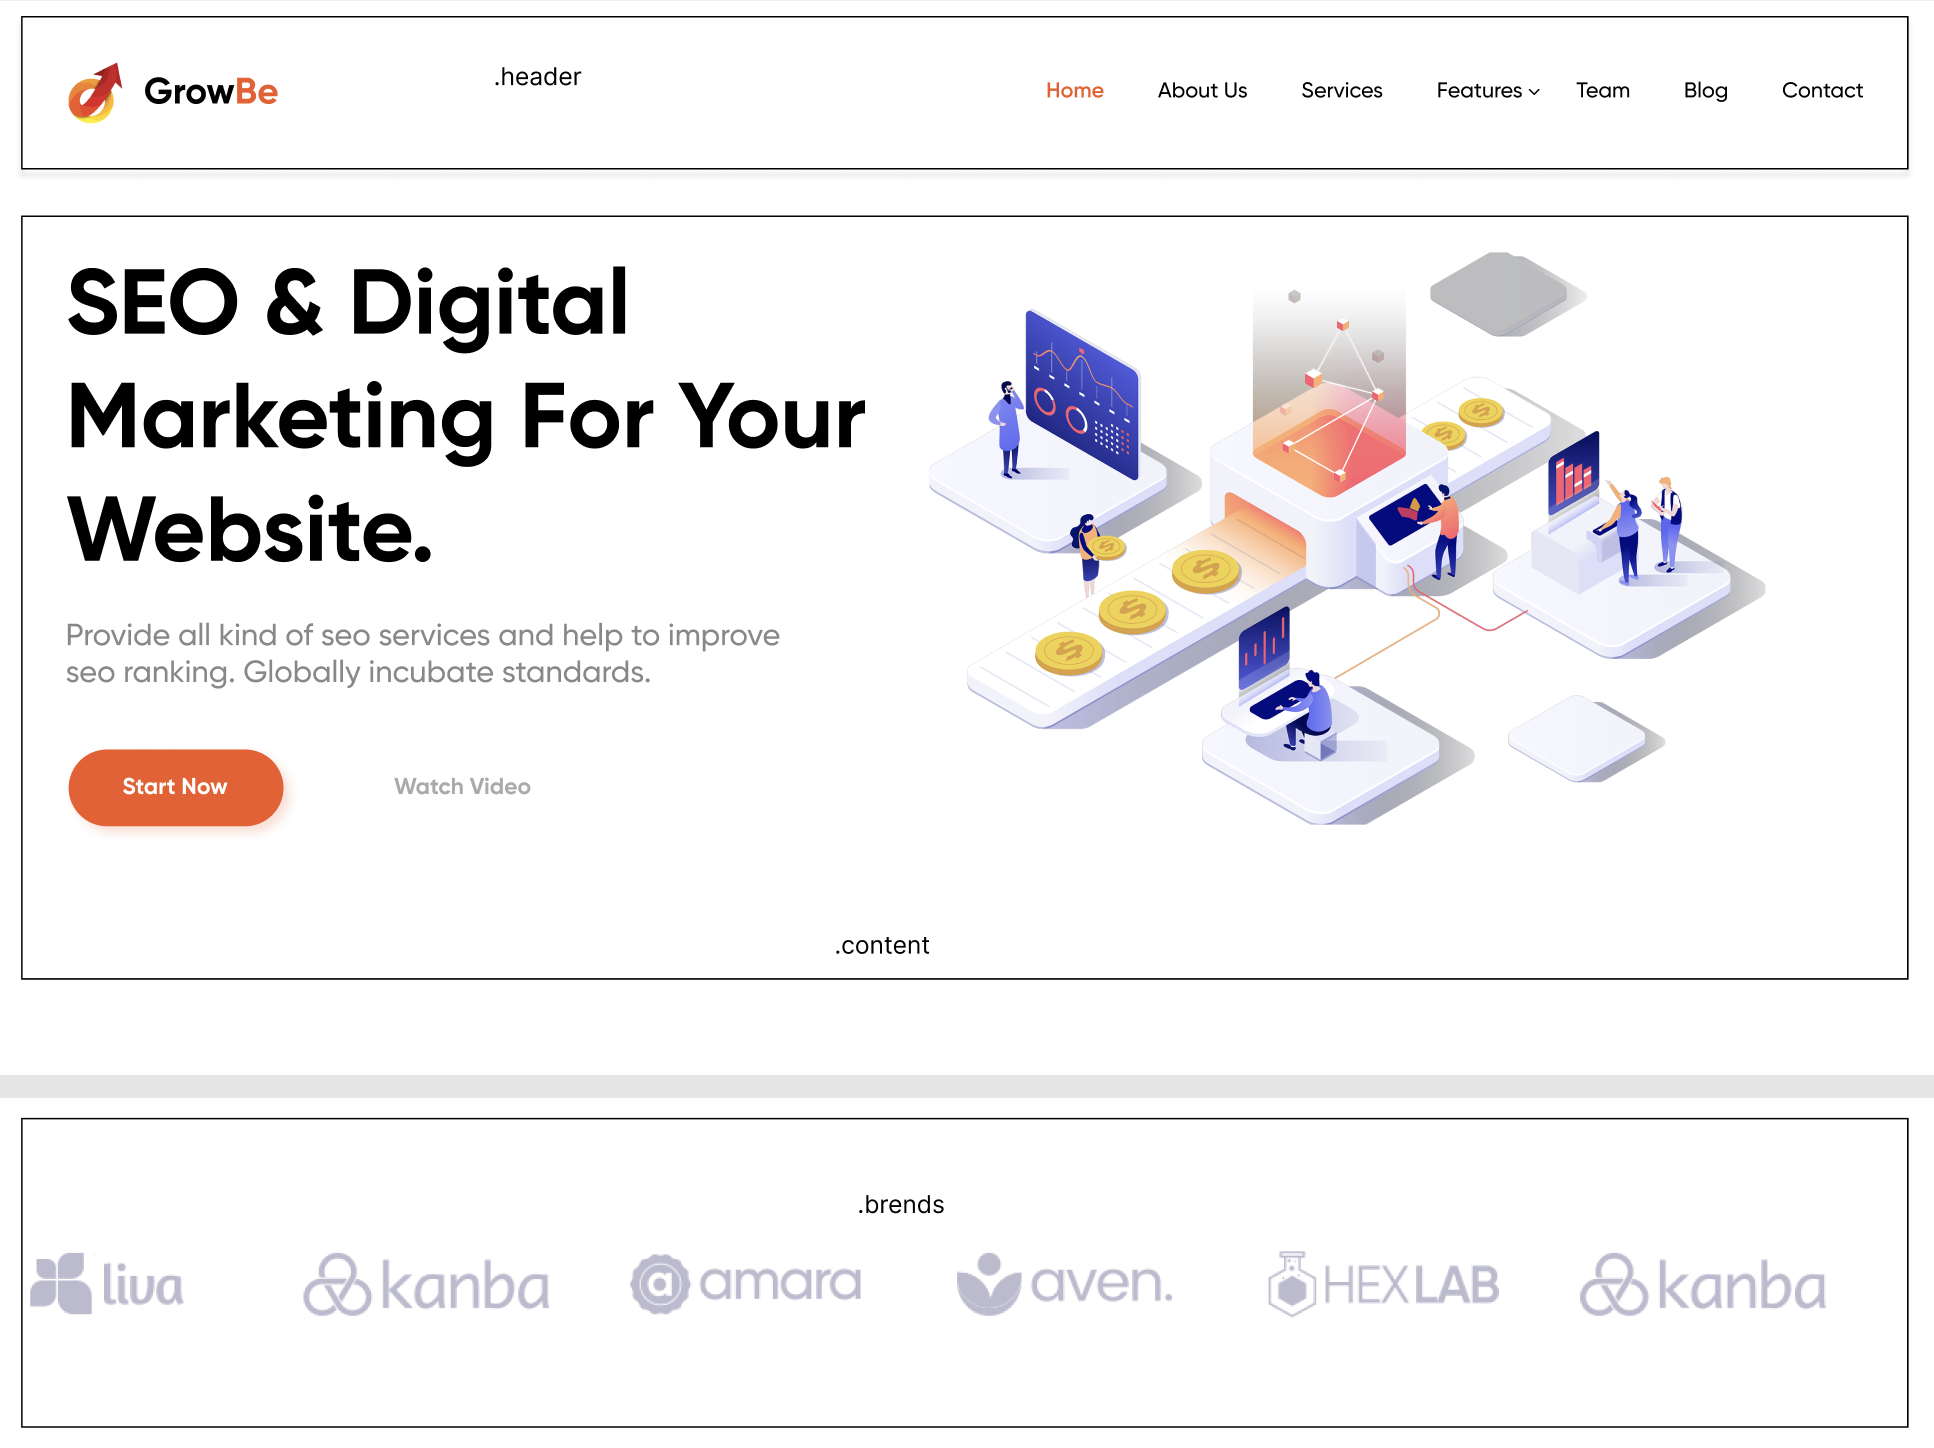 GrowBe
.header
Home About Us Services Features Team Blog Contact
SEO & Digital
Marketing For Your
Website.
Provide all kind of seo services and help to improve
seo ranking. Globally incubate standards.
Start Now Watch Video
.content
.brends
liva kanba @amara aven. HEXLAB kanba